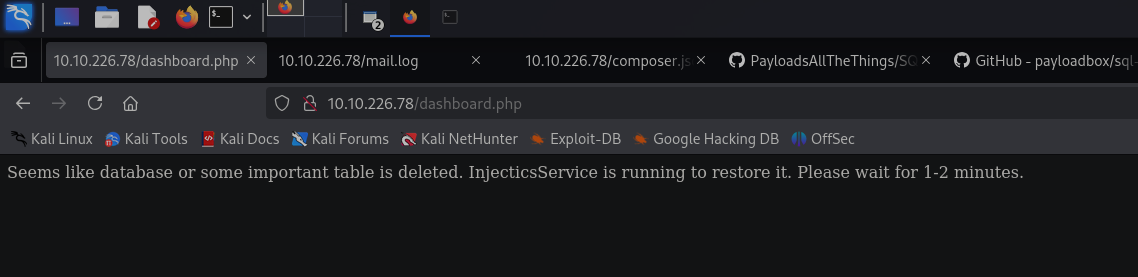 2
10.10.226.78/dashboard.php
10.10.226.78/mail.log
10.10.226.78/composer.js
PayloadsAllTheThings/SQ
GitHub - payloadbox/sql-
10.10.226.78/dashboard.php
Kali Linux
Kali Tools
Kali Docs
Kali Forums
Kali NetHunter
Exploit-DB
Google Hacking DB
OffSec
Seems like database or some important table is deleted. InjecticsService is running to restore it. Please wait for 1-2 minutes.